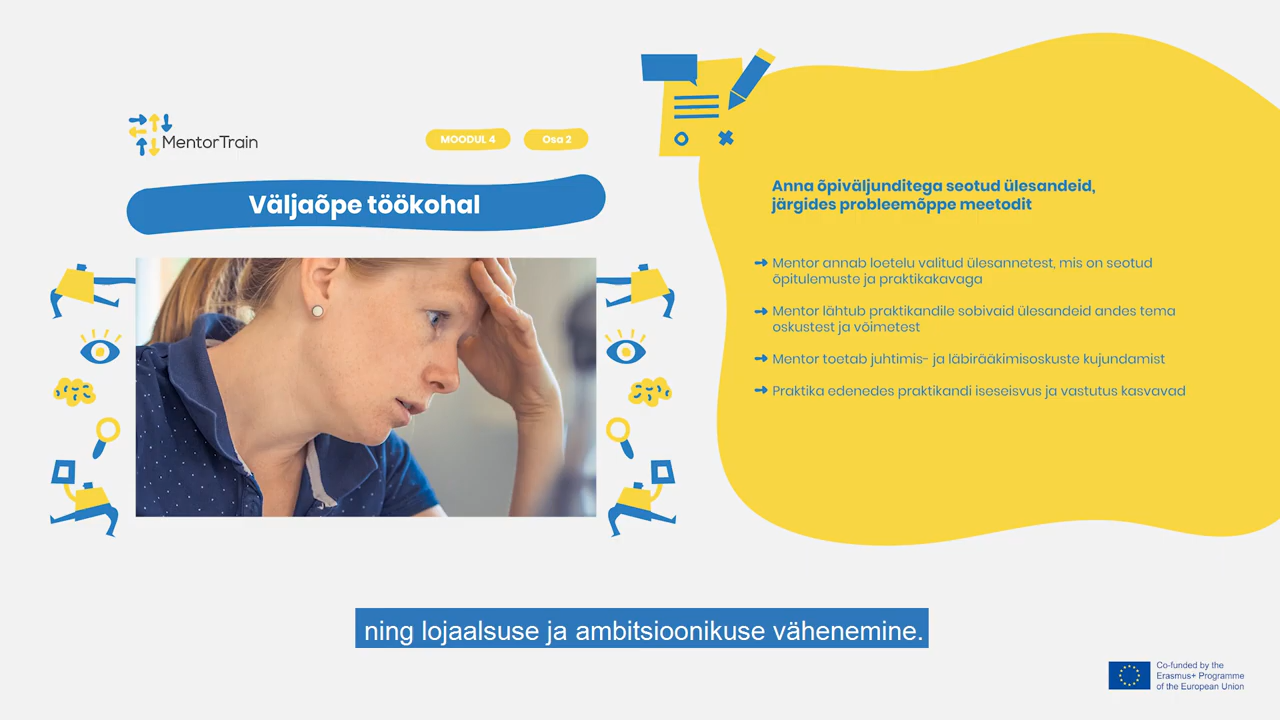 MentorTrain
MOODUL 4
Osa 2
Väljaõpe töökohal
Anna õpiväljunditega seotud ülesandeid,
järgides probleemõppe meetodit
Mentor annab loetelu valitud ülesannetest, mis on seotud
õpitulemuste ja praktikakavaga
Mentor lähtub praktikandile sobivaid ülesandeid andes tema
oskustest ja võimetest
Mentor toetab juhtimis- ja läbirääkimisoskuste kujundamist
Praktika edenedes praktikandi iseseisvus ja vastutus kasvavad
ning lojaalsuse ja ambitsioonikuse vähenemine.
Co-funded by the
Erasmus+ Programme
of the European Union